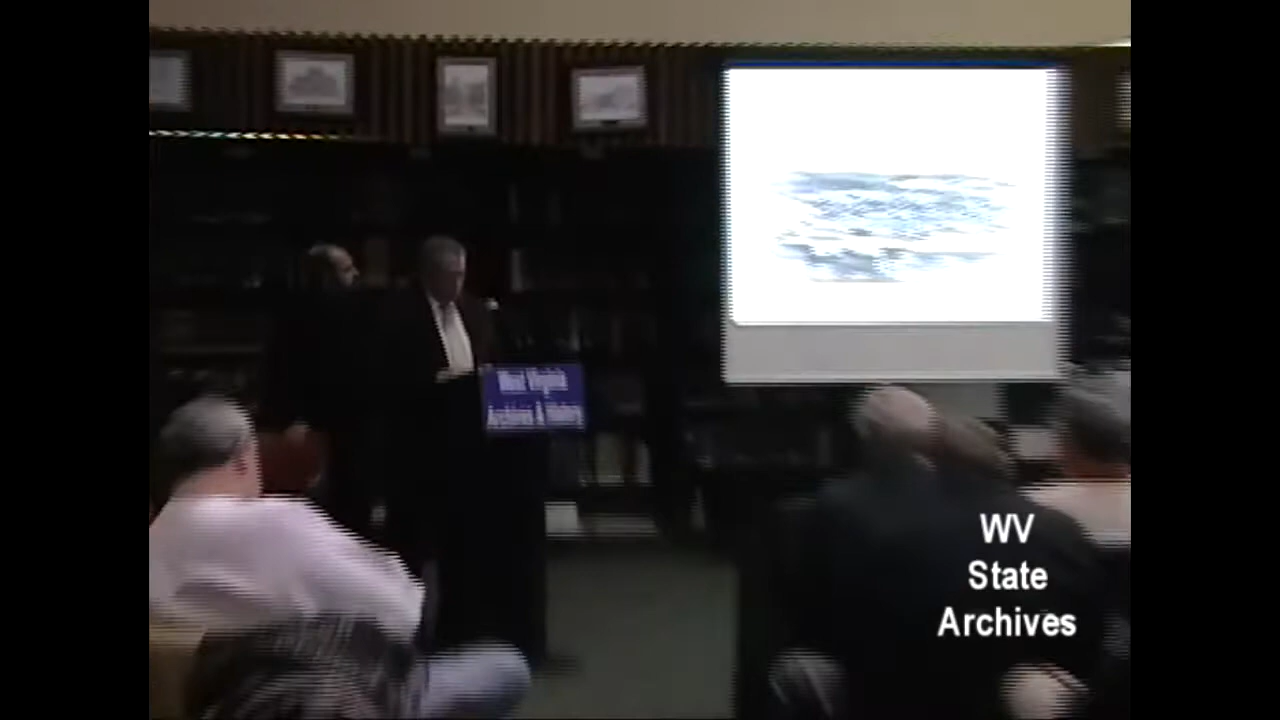 West Virginia
Archives & History
WV
State
Archives